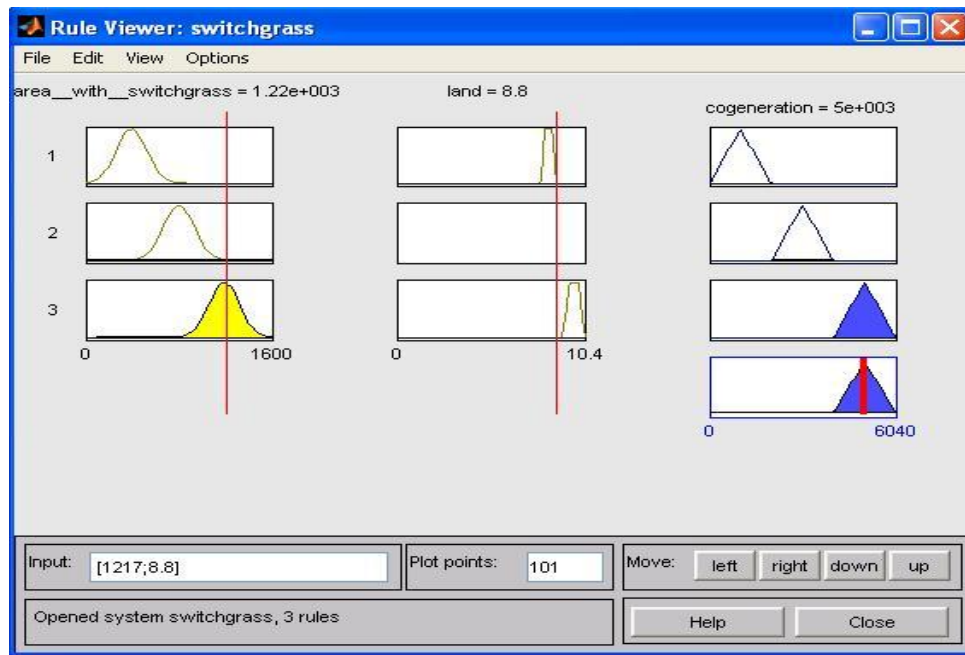 Rule Viewer: switchgrass
File Edit View Options
area__with__switchgrass = 1.22e+003
land = 8.8
cogeneration = 5e+003
1
2
3
0 1600
0 10.4
0 6040
Input: [1217;8.8]
Plot points: 101
Move: left right down up
Opened system switchgrass, 3 rules
Help Close